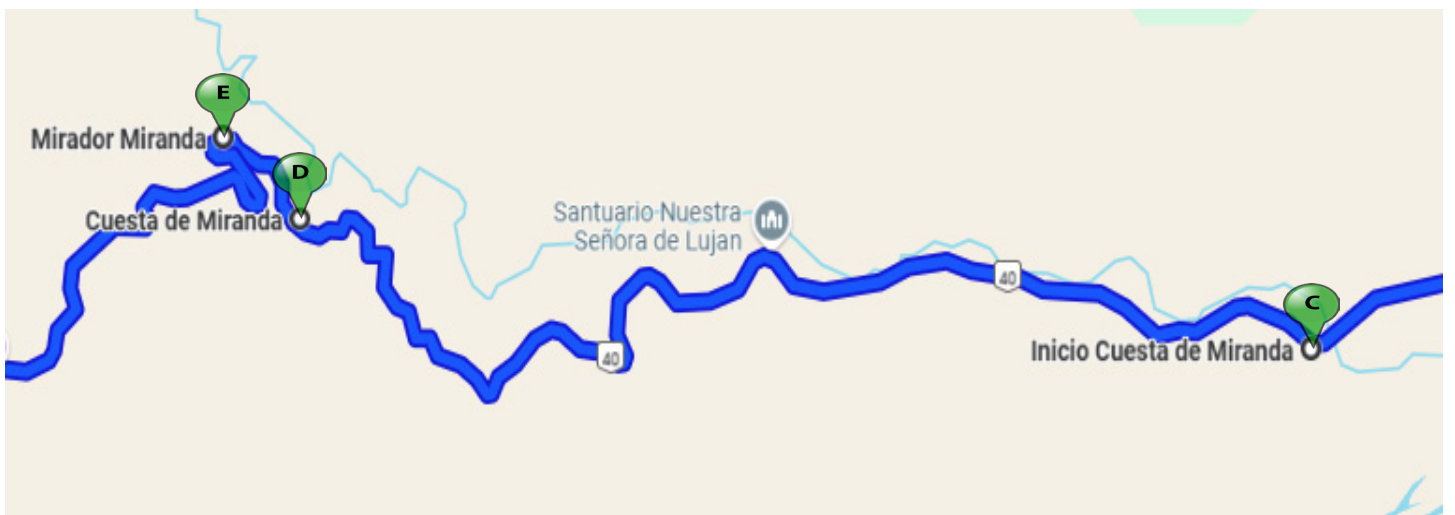 E
Mirador Miranda
D
Cuesta de Miranda
Santuario Nuestra
Señora de Lujan
40
C
Inicio Cuesta de Miranda
40